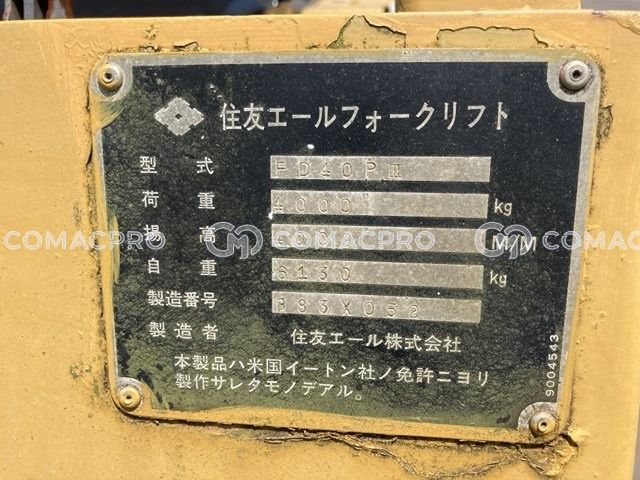 住友エールフォークリフト
型式 FD40PⅢ
荷重 4000 kg
揚高 M/M
自重 6130 kg
製造番号
製造者 住友エール株式会社
本製品ハ米国イートン社ノ免許ニヨリ
製作サレタモノデアル。
9004543
COMACPRO COMACPRO COMACPRO